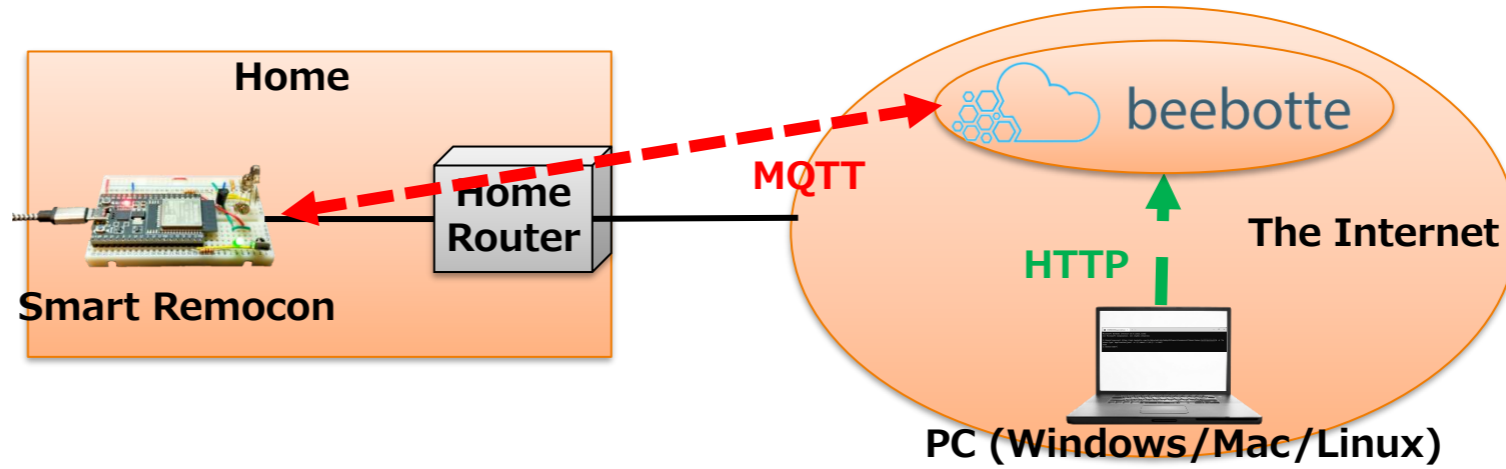 Home
beebotte
MQTT
Home
Router
The Internet
HTTP
Smart Remocon
PC (Windows/Mac/Linux)